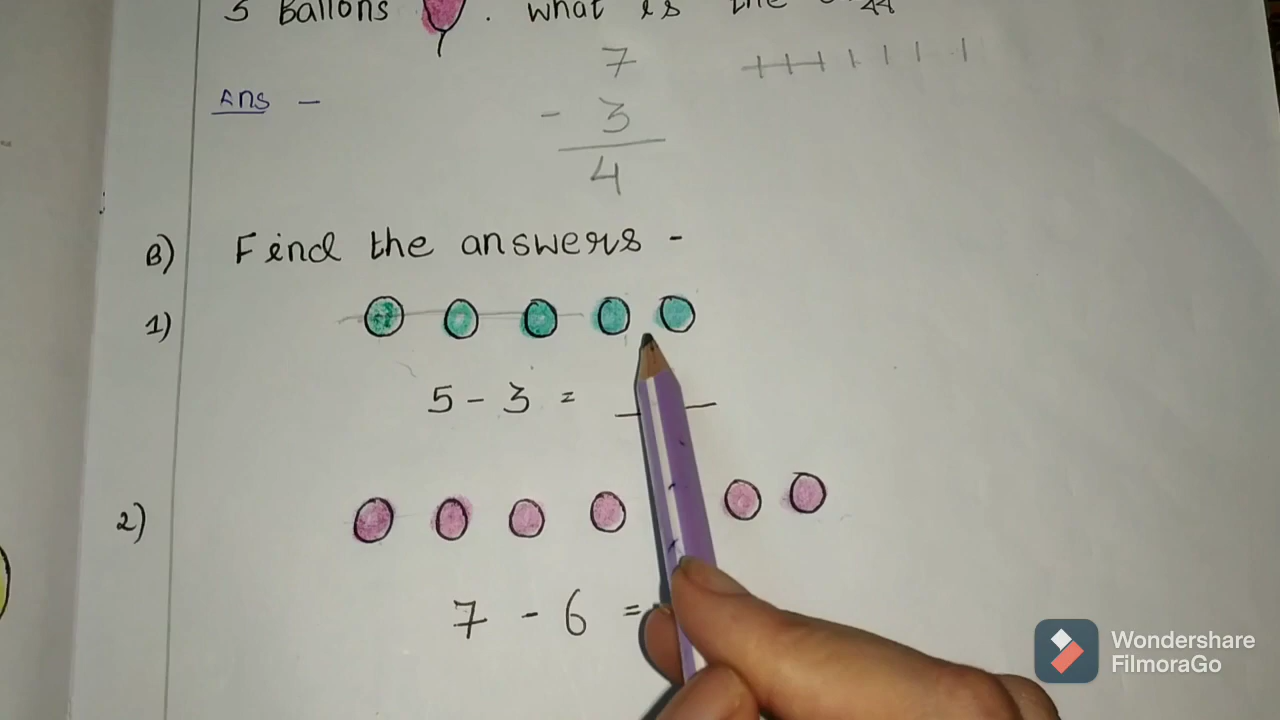 5 Ballons . What is the
7
Ans - - 3
4
B) Find the answers -
1)
5 - 3 =
2)
7 - 6 =
Wondershare
FilmoraGo